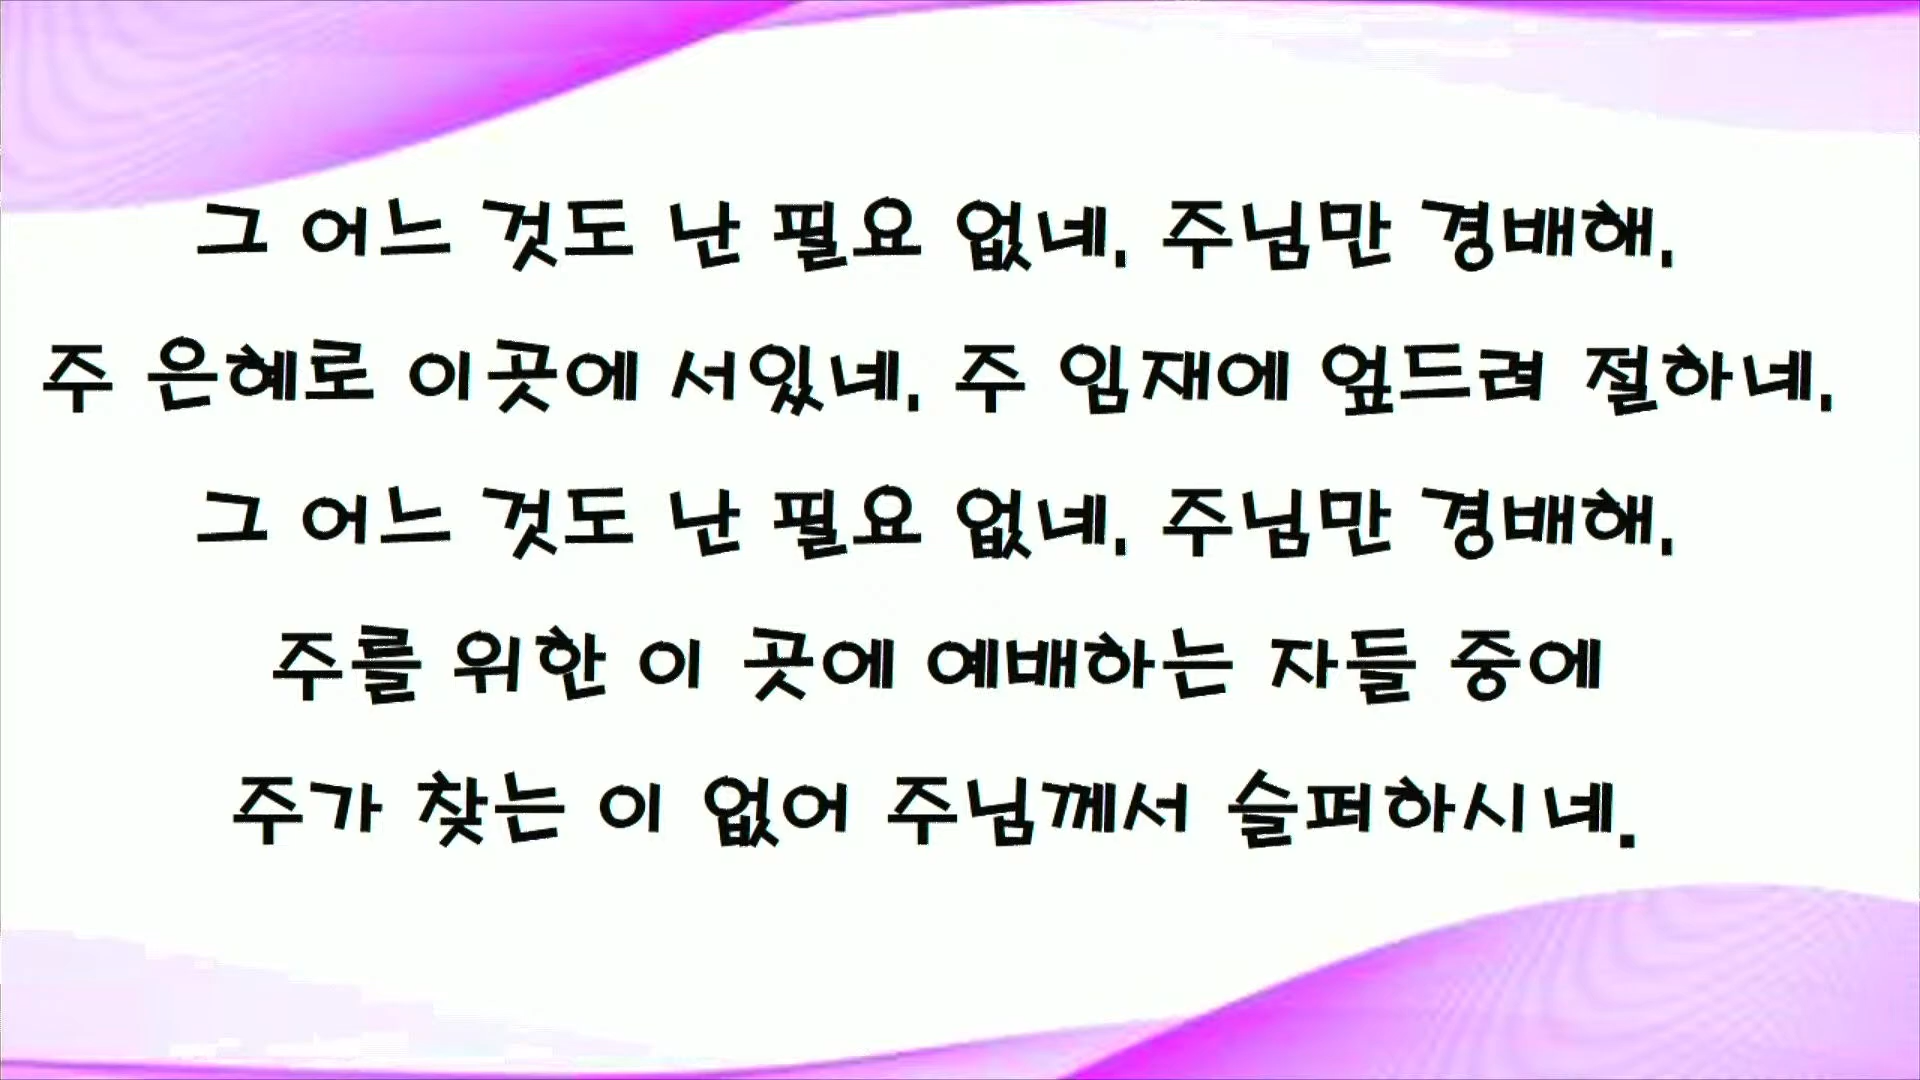 그 어느 것도 난 필요 없네. 주님만 경배해.
주 은혜로 이곳에 서있네. 주 임재에 엎드려 절하네.
그 어느 것도 난 필요 없네. 주님만 경배해.
주를 위한 이 곳에 예배하는 자들 중에
주가 찾는 이 없어 주님께서 슬퍼하시네.